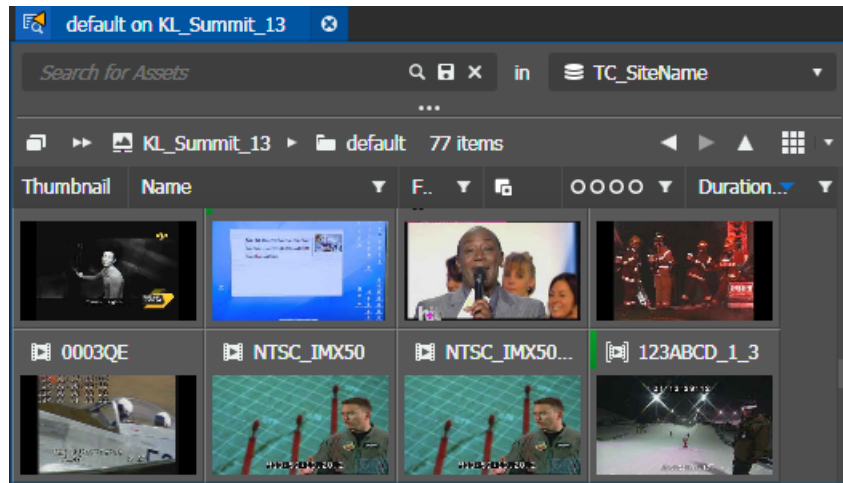 default on KL_Summit_13
Search for Assets in TC_SiteName
KL_Summit_13 default 77 items
Thumbnail Name F.. Duration...
0003QE NTSC_IMX50 NTSC_IMX50... 123ABCD_1_3